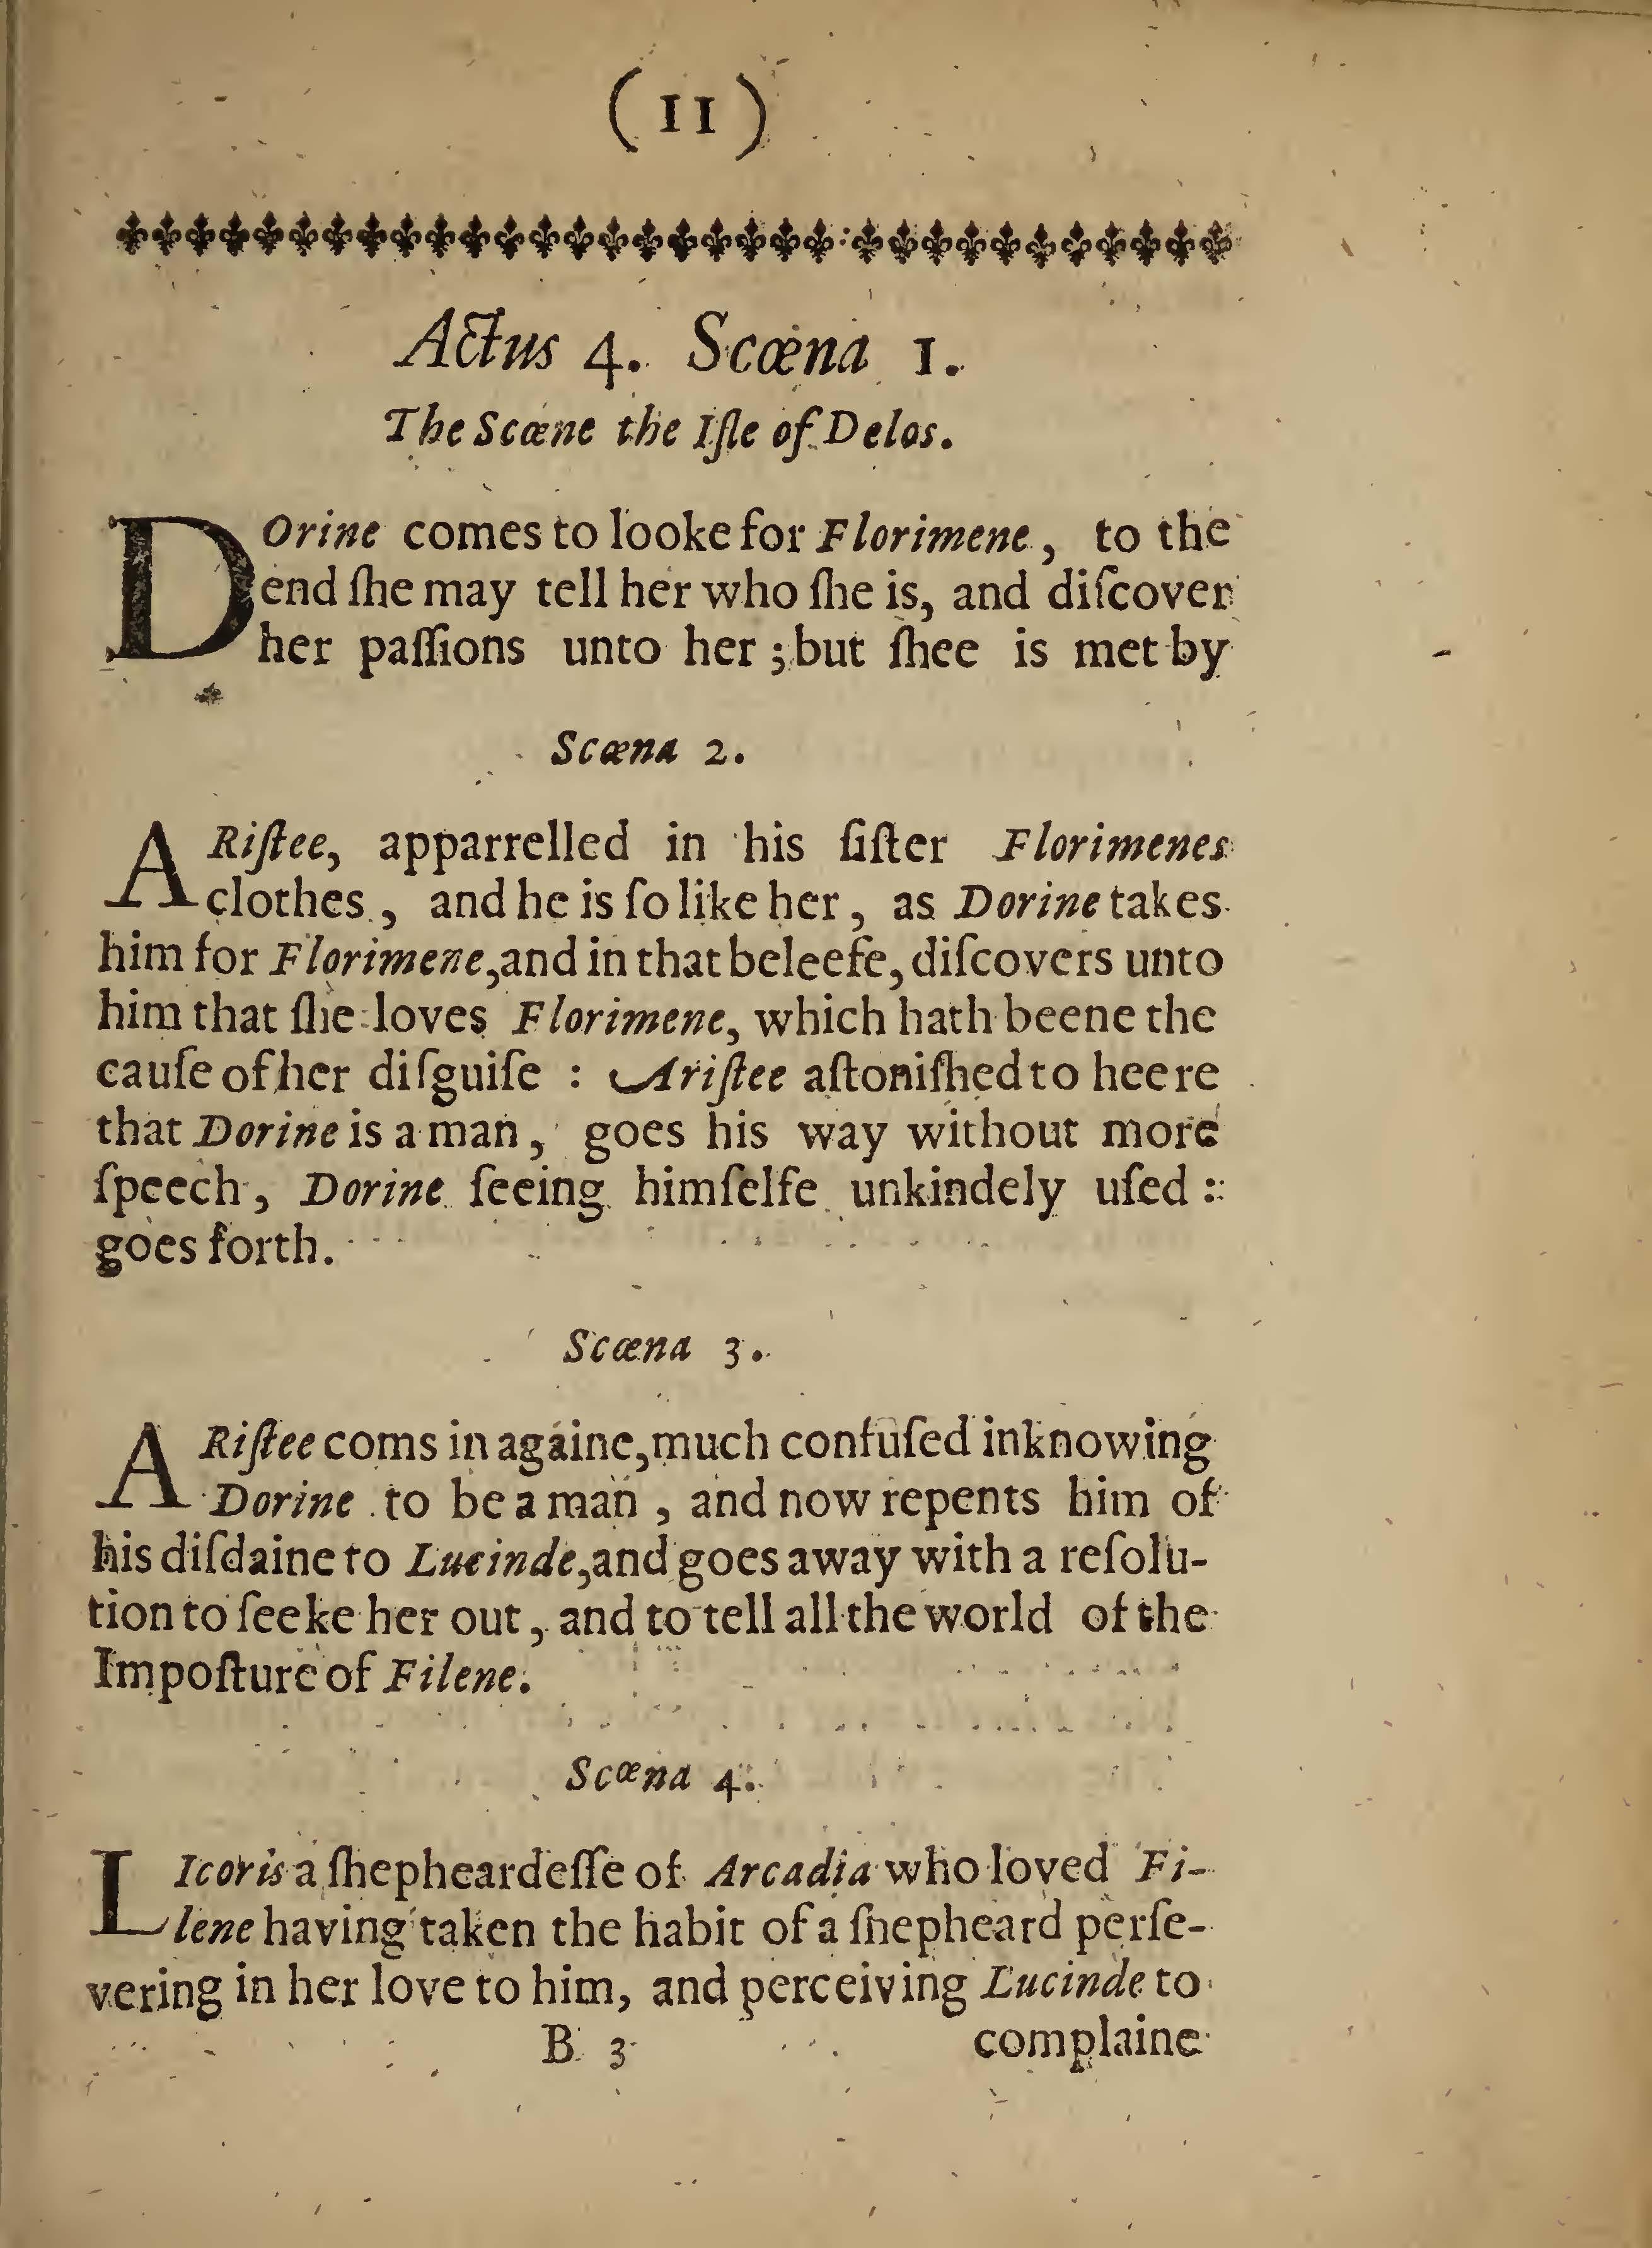 (11)
Actus 4. Scœna 1.
The Scœne the Iſle of Delos.
DOrine comes to looke for Florimene, to the
end ſhe may tell her who ſhe is, and diſcover
her paſſions unto her; but ſhee is met by
Scœna 2.
ARiſtee, apparrelled in his ſiſter Florimenes
clothes, and he is ſo like her, as Dorine takes
him for Florimene, and in that beleefe, diſcovers unto
him that ſhe loves Florimene, which hath beene the
cauſe of her diſguiſe : Ariſtee aſtoniſhed to heere
that Dorine is a man, goes his way without more
ſpeech, Dorine ſeeing himſelfe unkindely uſed :
goes forth.
Scœna 3.
ARiſtee coms in againe, much confuſed in knowing
Dorine to be a man, and now repents him of
his diſdaine to Lucinde, and goes away with a reſolu-
tion to ſeeke her out, and to tell all the world of the
Impoſture of Filene.
Scœna 4.
LIcoris a ſhepheardeſſe of Arcadia who loved Fi-
lene having taken the habit of a ſhepheard perſe-
vering in her love to him, and perceiving Lucinde to
B 3 complaine